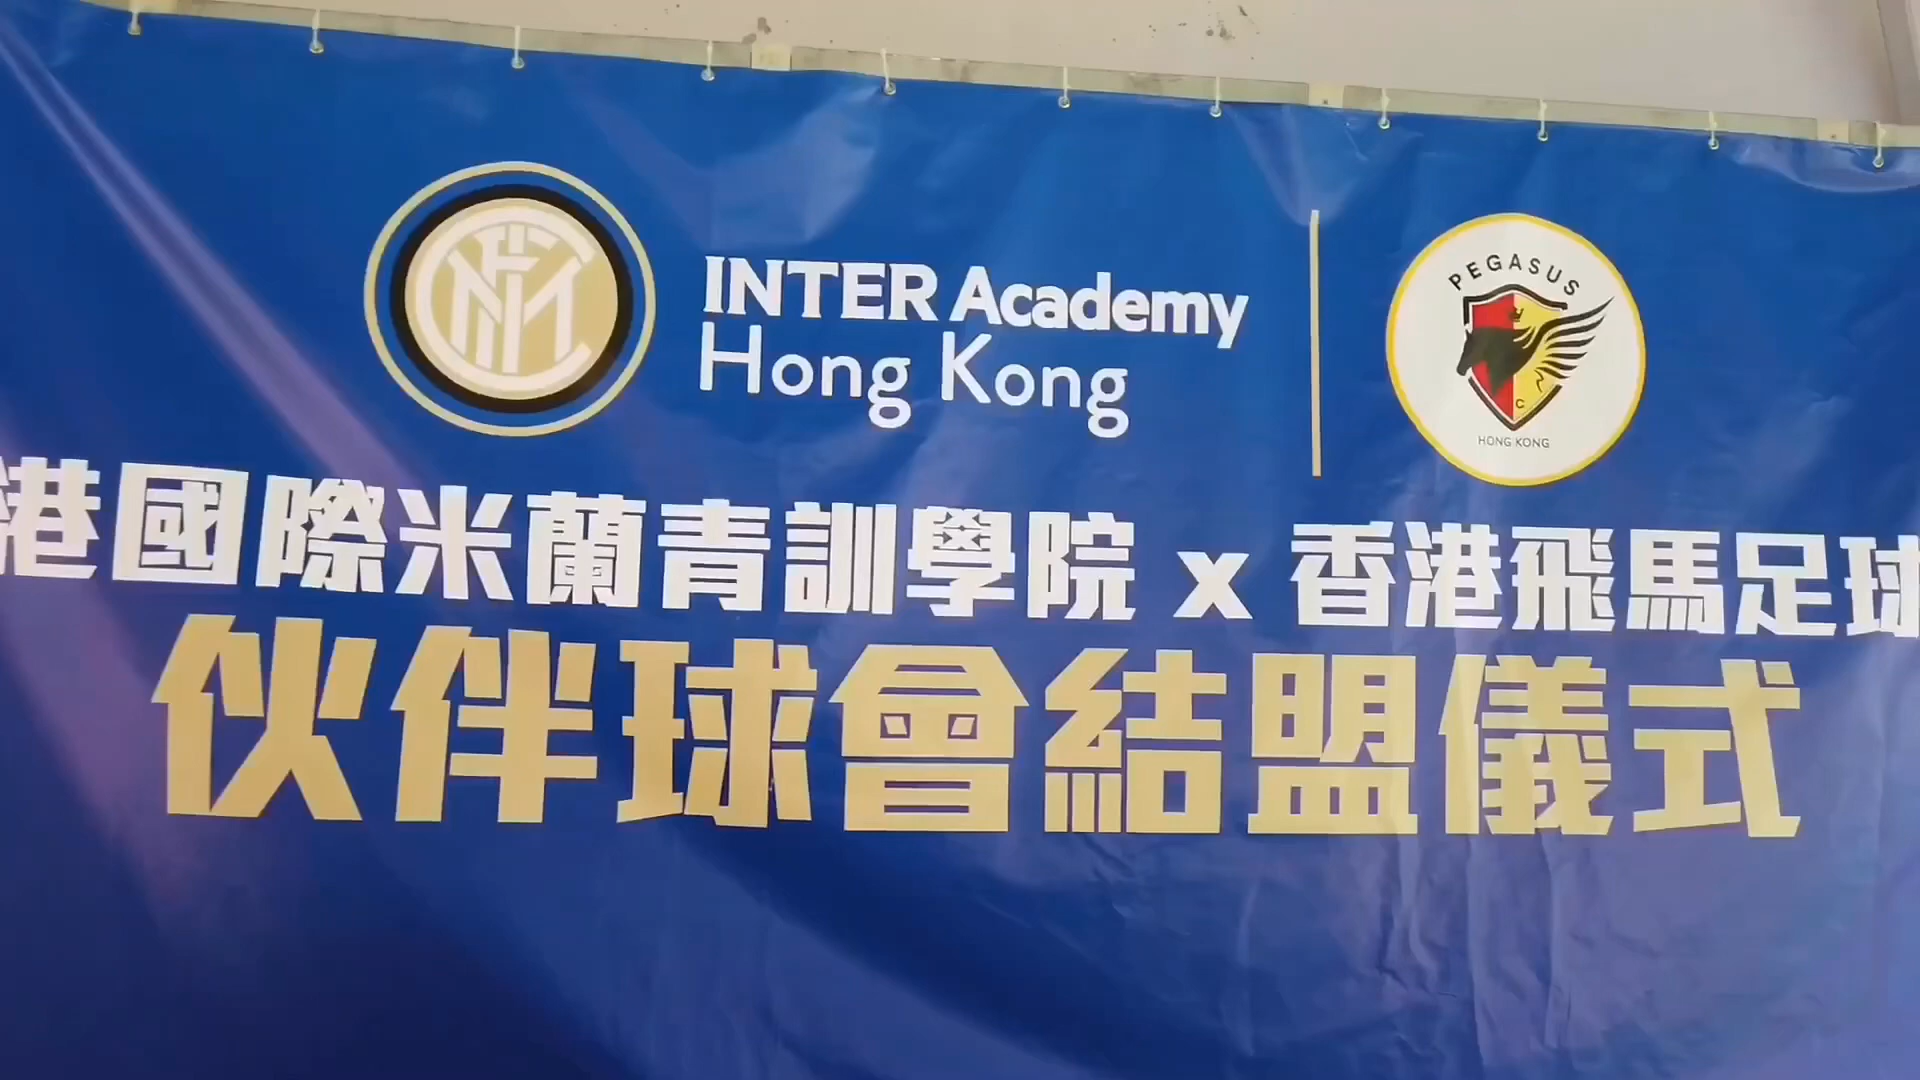 INTER Academy
Hong Kong
PEGASUS
C
HONG KONG
港國際米蘭青訓學院 x 香港飛馬足球
伙伴球會結盟儀式